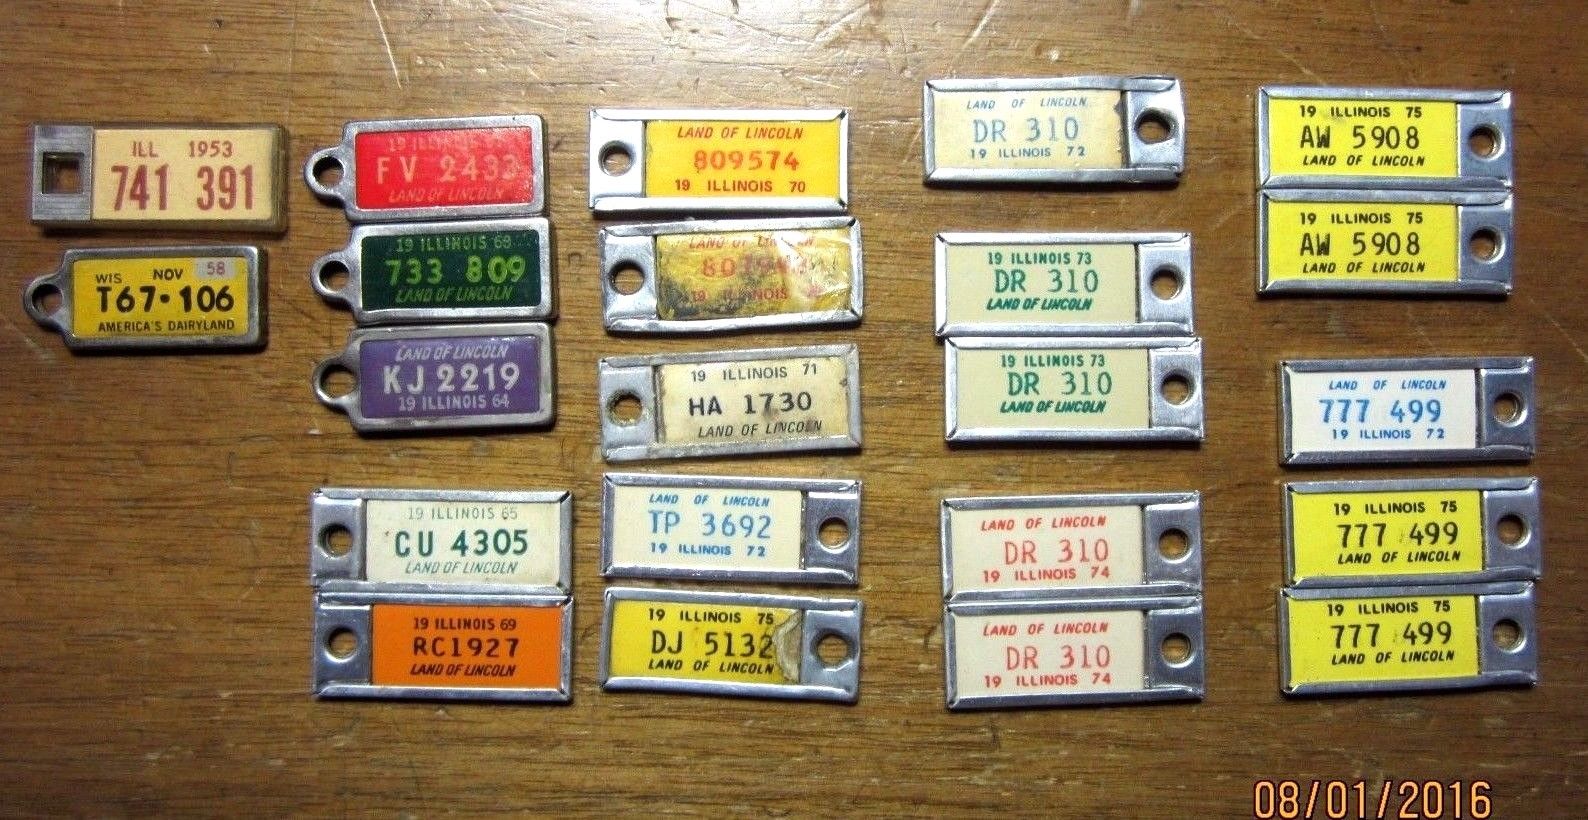 ILL 1953
741 391
WIS NOV 58
T67•106
AMERICA'S DAIRYLAND
19 ILLINOIS
FV 2433
LAND OF LINCOLN
19 ILLINOIS 63
733 809
LAND OF LINCOLN
LAND OF LINCOLN
KJ 2219
19 ILLINOIS 64
19 ILLINOIS 65
CU 4305
LAND OF LINCOLN
19 ILLINOIS 69
RC1927
LAND OF LINCOLN
LAND OF LINCOLN
809574
19 ILLINOIS 70
LAND OF
19 ILLINOIS
19 ILLINOIS 71
HA 1730
LAND OF LINCOLN
LAND OF LINCOLN
TP 3692
19 ILLINOIS 72
19 ILLINOIS 75
DJ 5132
LAND OF LINCOLN
LAND OF LINCOLN
DR 310
19 ILLINOIS 72
19 ILLINOIS 73
DR 310
LAND OF LINCOLN
19 ILLINOIS 73
DR 310
LAND OF LINCOLN
LAND OF LINCOLN
DR 310
19 ILLINOIS 74
LAND OF LINCOLN
DR 310
19 ILLINOIS 74
19 ILLINOIS 75
AW 5908
LAND OF LINCOLN
19 ILLINOIS 75
AW 5908
LAND OF LINCOLN
LAND OF LINCOLN
777 499
19 ILLINOIS 72
19 ILLINOIS 75
777 499
LAND OF LINCOLN
19 ILLINOIS 75
777 499
LAND OF LINCOLN
08/01/2016